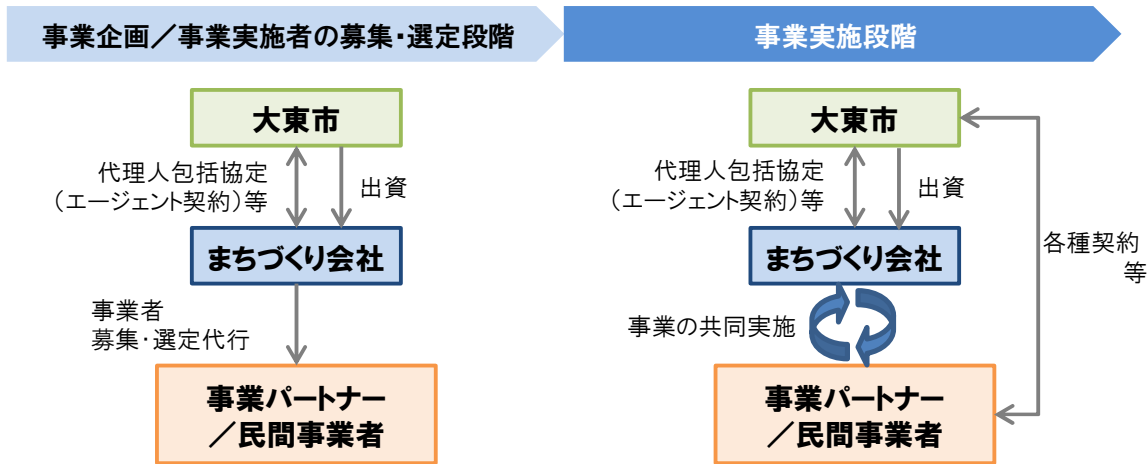 事業企画／事業実施者の募集・選定段階
事業実施段階
大東市
代理人包括協定
（エージェント契約）等
出資
まちづくり会社
事業者
募集・選定代行
事業パートナー
／民間事業者
大東市
代理人包括協定
（エージェント契約）等
出資
まちづくり会社
事業の共同実施
事業パートナー
／民間事業者
各種契約
等